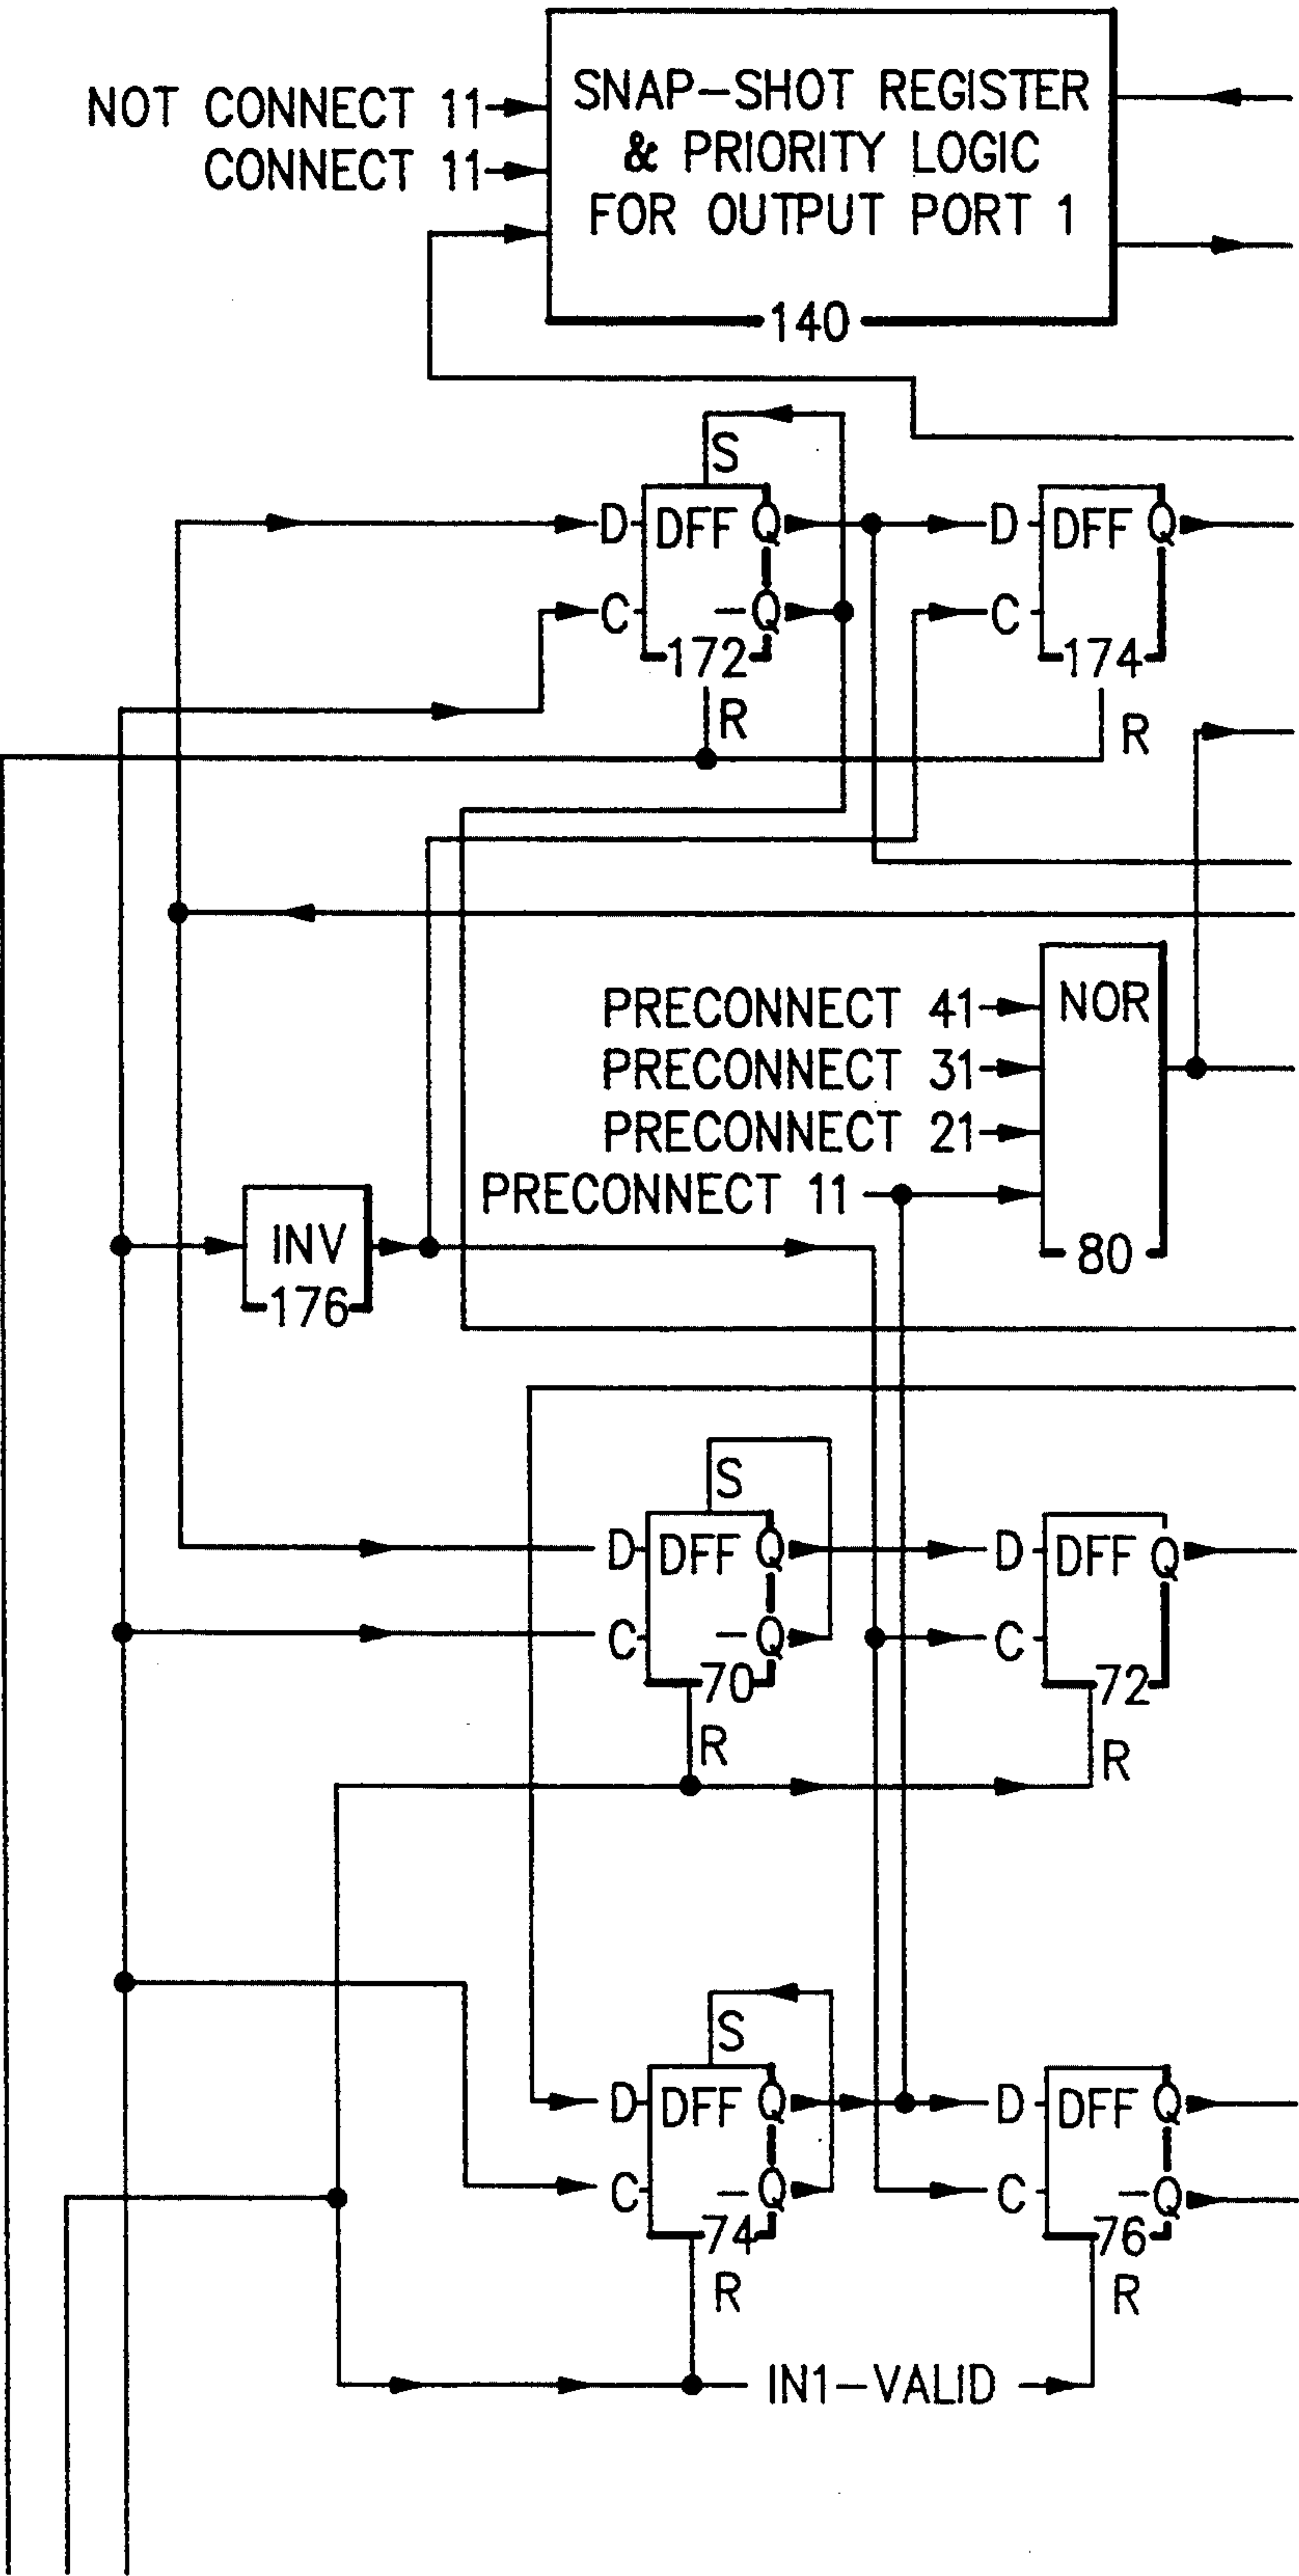 NOT CONNECT 11
CONNECT 11
SNAP-SHOT REGISTER
& PRIORITY LOGIC
FOR OUTPUT PORT 1
140
S
D DFF Q
C -Q
172
R
D DFF Q
C
174
R
PRECONNECT 41
PRECONNECT 31
PRECONNECT 21
PRECONNECT 11
NOR
80
INV
176
S
D DFF Q
C -Q
70
R
D DFF Q
C
72
R
S
D DFF Q
C -Q
74
R
D DFF Q
C -Q
76
R
IN1-VALID